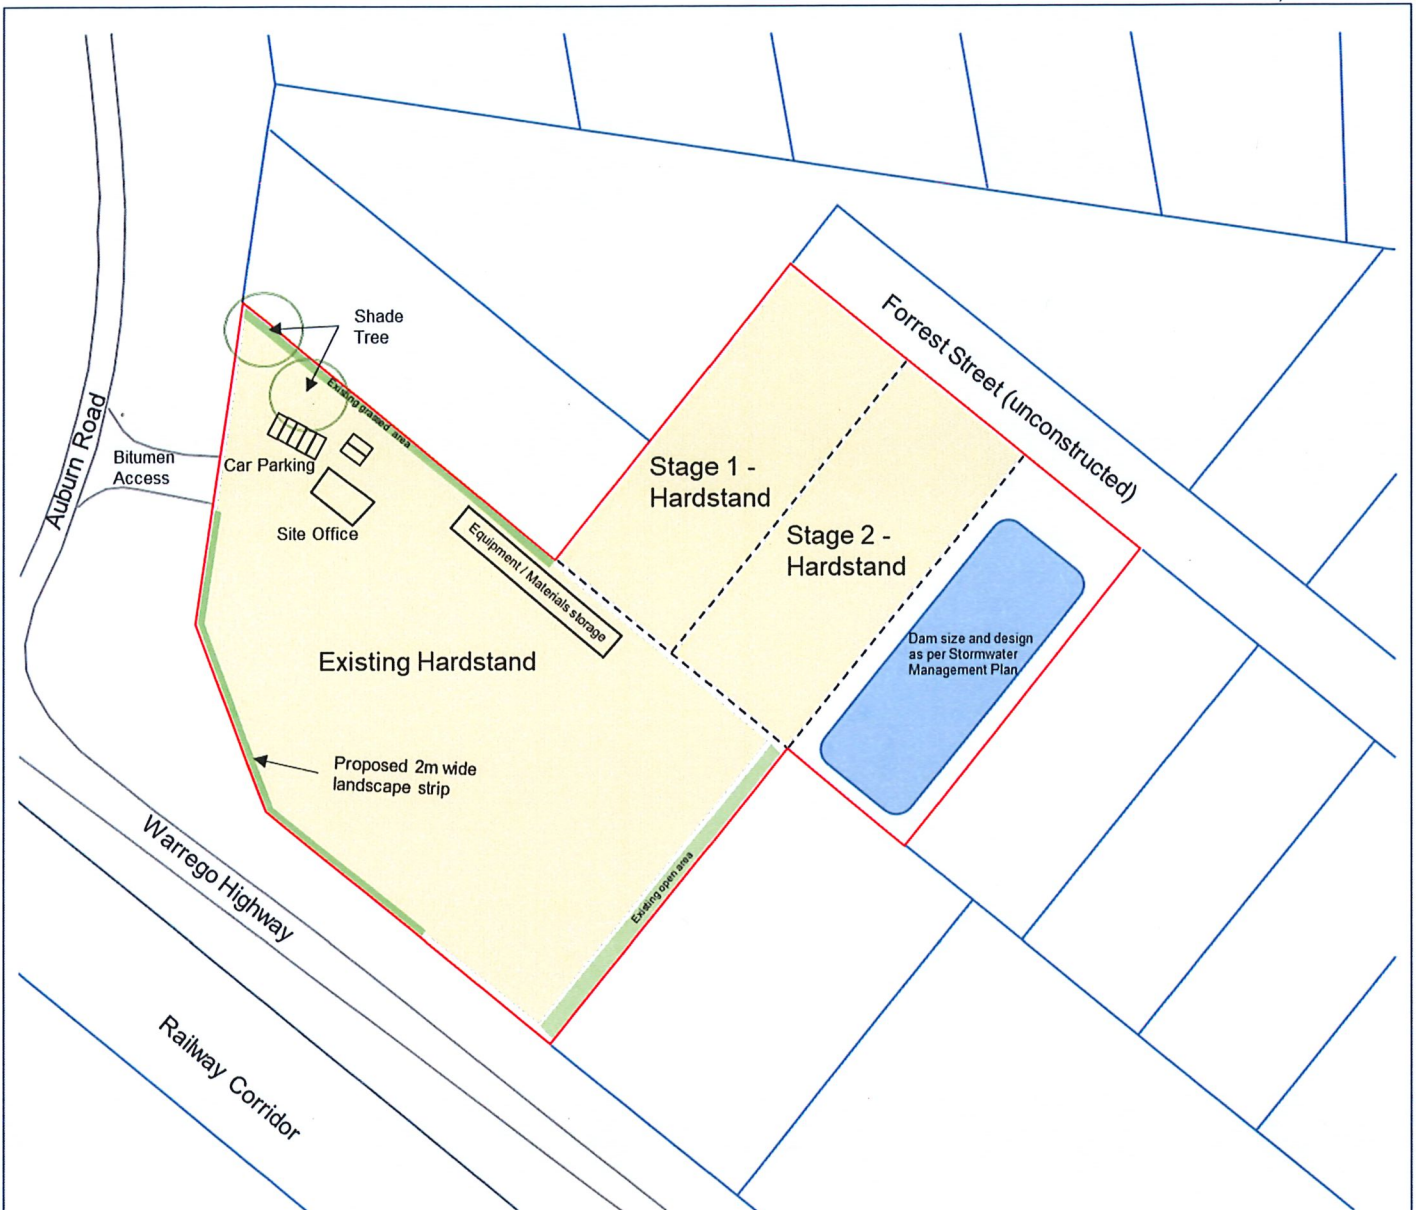 Shade
Tree
Existing grassed area
Forrest Street (unconstructed)
Auburn Road
Bitumen
Access
Car Parking
Site Office
Stage 1 -
Hardstand
Stage 2 -
Hardstand
Equipment / Materials storage
Dam size and design
as per Stormwater
Management Plan
Existing Hardstand
Proposed 2m wide
landscape strip
Existing open area
Warrego Highway
Railway Corridor